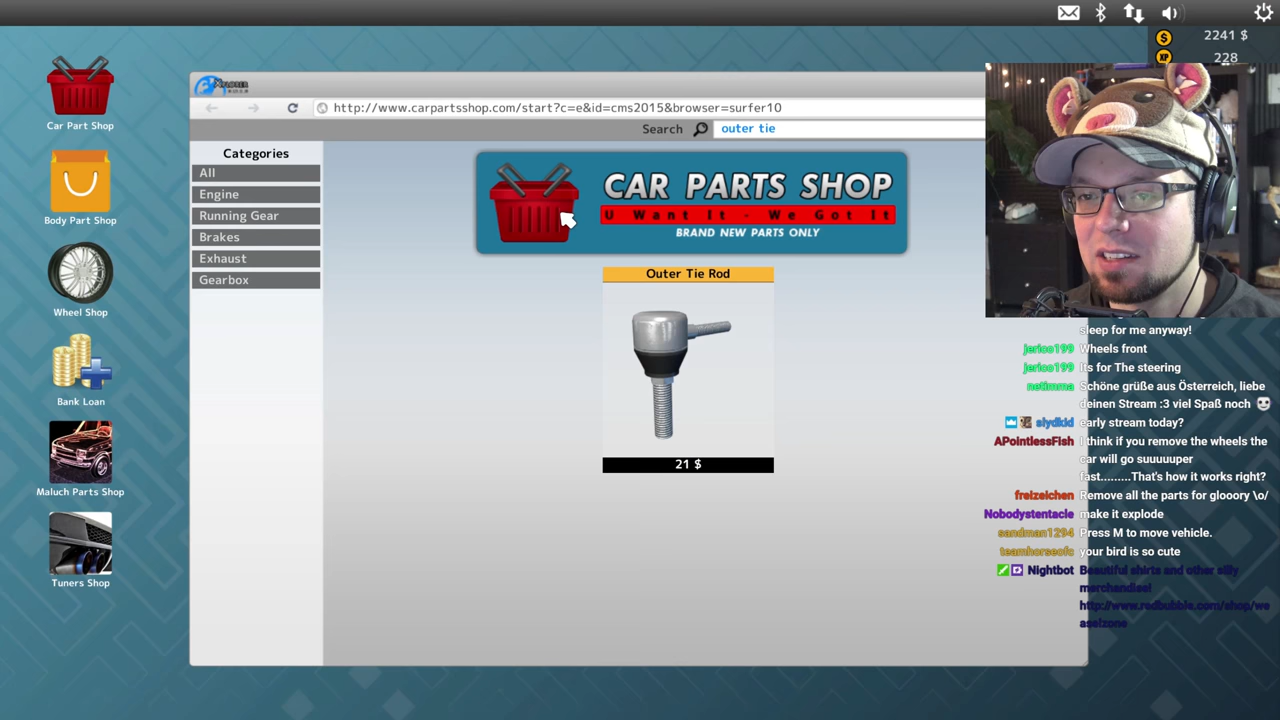 2241 $
228
Car Part Shop
Body Part Shop
Wheel Shop
Bank Loan
Maluch Parts Shop
Tuners Shop
http://www.carpartsshop.com/start?c=e&id=cms2015&browser=surfer10
Search
outer tie
Categories
All
Engine
Running Gear
Brakes
Exhaust
Gearbox
CAR PARTS SHOP
U Want it - We Got it
BRAND NEW PARTS ONLY
Outer Tie Rod
21 $
sleep for me anyway!
jerico199 Wheels front
jerico199 Its for The steering
netimma Schöne grüße aus Österreich, liebe
deinen Stream :3 viel Spaß noch
slydkid early stream today?
APointlessFish I think if you remove the wheels the
car will go suuuuuper
fast.........That's how it works right?
freizeichen Remove all the parts for glooory \o/
Nobodystentacle make it explode
sandman1294 Press M to move vehicle.
teamhorseofc your bird is so cute
Nightbot Beautiful shirts and other silly
merchandise!
http://www.redbubble.com/shop/we
aselzone